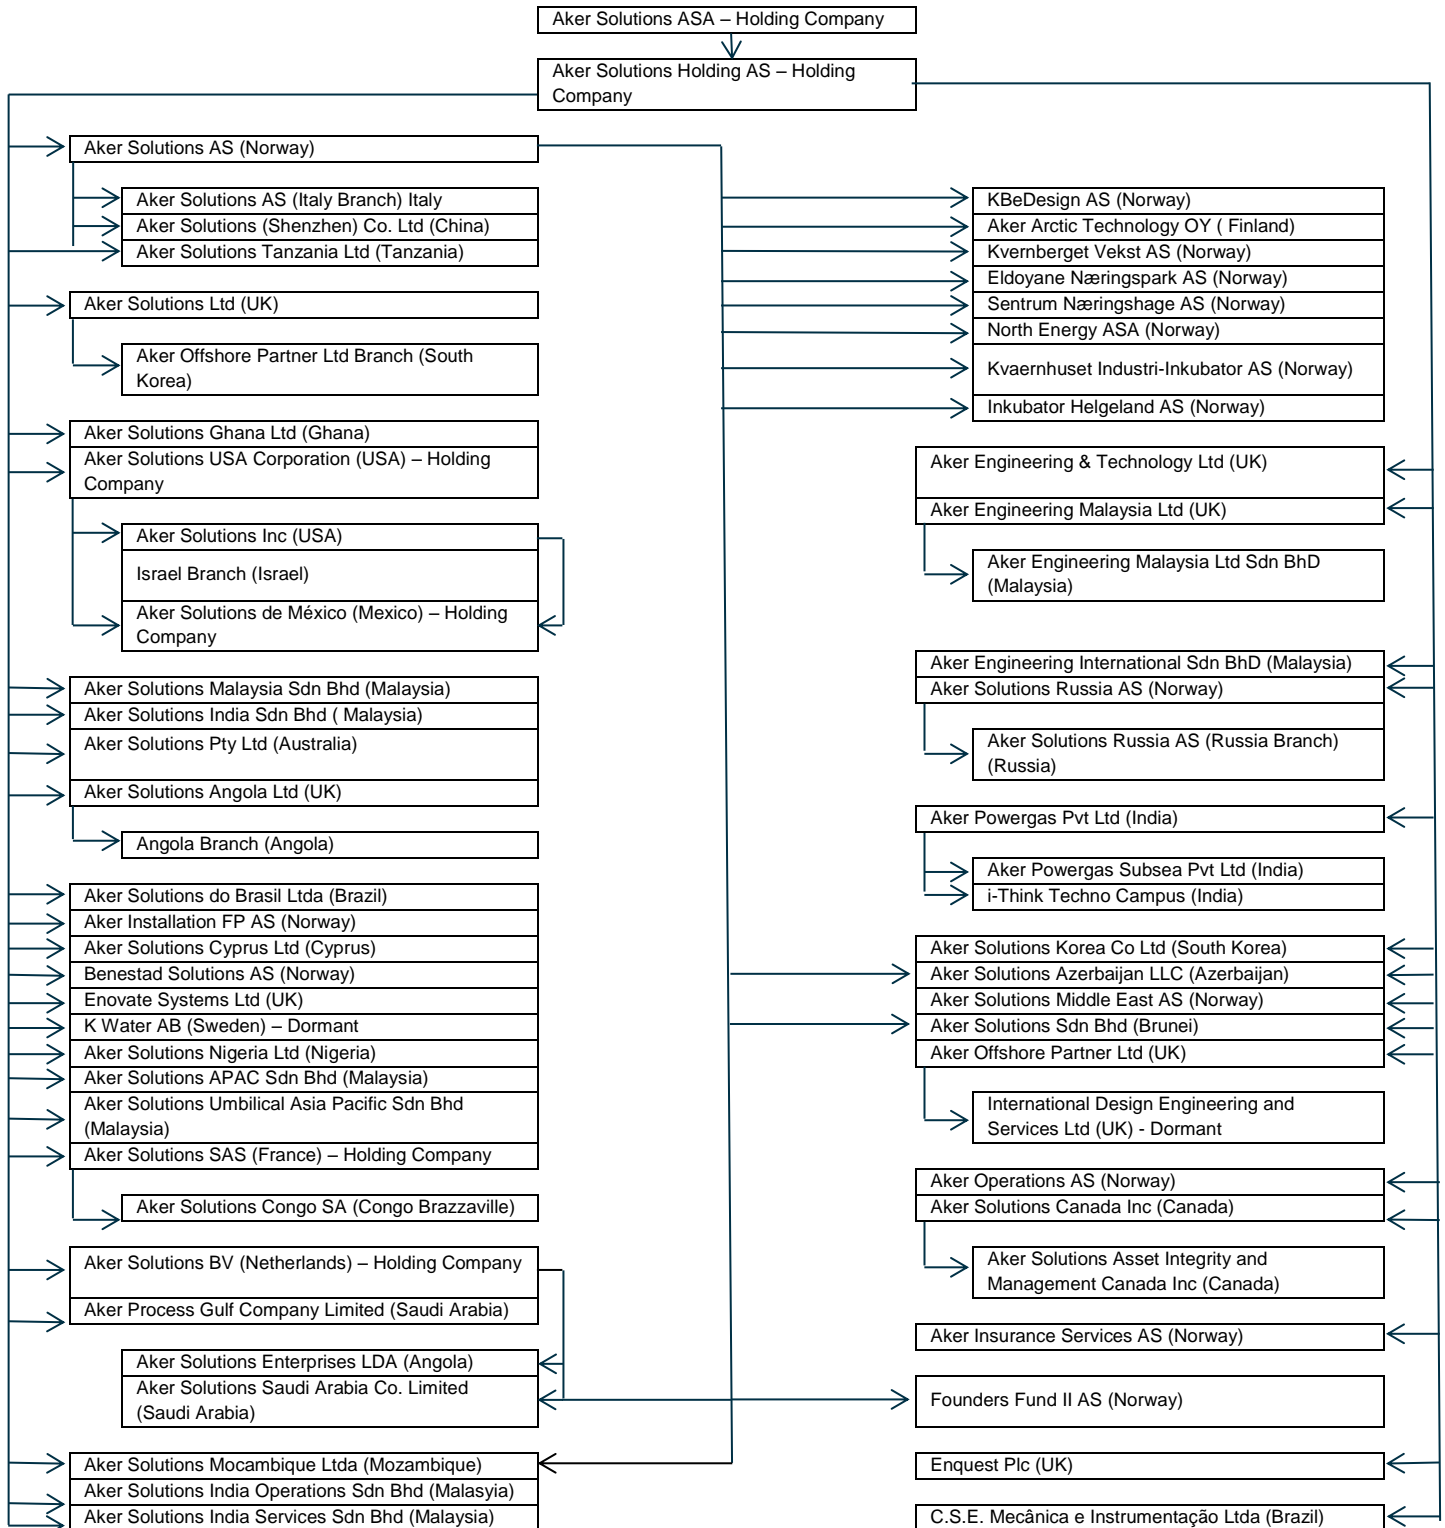 Aker Solutions ASA – Holding Company
Aker Solutions Holding AS – Holding
Company
Aker Solutions AS (Norway)
Aker Solutions AS (Italy Branch) Italy
Aker Solutions (Shenzhen) Co. Ltd (China)
Aker Solutions Tanzania Ltd (Tanzania)
Aker Solutions Ltd (UK)
Aker Offshore Partner Ltd Branch (South
Korea)
Aker Solutions Ghana Ltd (Ghana)
Aker Solutions USA Corporation (USA) – Holding
Company
Aker Solutions Inc (USA)
Israel Branch (Israel)
Aker Solutions de México (Mexico) – Holding
Company
Aker Solutions Malaysia Sdn Bhd (Malaysia)
Aker Solutions India Sdn Bhd ( Malaysia)
Aker Solutions Pty Ltd (Australia)
Aker Solutions Angola Ltd (UK)
Angola Branch (Angola)
Aker Solutions do Brasil Ltda (Brazil)
Aker Installation FP AS (Norway)
Aker Solutions Cyprus Ltd (Cyprus)
Benestad Solutions AS (Norway)
Enovate Systems Ltd (UK)
K Water AB (Sweden) – Dormant
Aker Solutions Nigeria Ltd (Nigeria)
Aker Solutions APAC Sdn Bhd (Malaysia)
Aker Solutions Umbilical Asia Pacific Sdn Bhd
(Malaysia)
Aker Solutions SAS (France) – Holding Company
Aker Solutions Congo SA (Congo Brazzaville)
Aker Solutions BV (Netherlands) – Holding Company
Aker Process Gulf Company Limited (Saudi Arabia)
Aker Solutions Enterprises LDA (Angola)
Aker Solutions Saudi Arabia Co. Limited
(Saudi Arabia)
Aker Solutions Mocambique Ltda (Mozambique)
Aker Solutions India Operations Sdn Bhd (Malasyia)
Aker Solutions India Services Sdn Bhd (Malaysia)
KBeDesign AS (Norway)
Aker Arctic Technology OY ( Finland)
Kvernberget Vekst AS (Norway)
Eldoyane Næringspark AS (Norway)
Sentrum Næringshage AS (Norway)
North Energy ASA (Norway)
Kvaernhuset Industri-Inkubator AS (Norway)
Inkubator Helgeland AS (Norway)
Aker Engineering & Technology Ltd (UK)
Aker Engineering Malaysia Ltd (UK)
Aker Engineering Malaysia Ltd Sdn BhD
(Malaysia)
Aker Engineering International Sdn BhD (Malaysia)
Aker Solutions Russia AS (Norway)
Aker Solutions Russia AS (Russia Branch)
(Russia)
Aker Powergas Pvt Ltd (India)
Aker Powergas Subsea Pvt Ltd (India)
i-Think Techno Campus (India)
Aker Solutions Korea Co Ltd (South Korea)
Aker Solutions Azerbaijan LLC (Azerbaijan)
Aker Solutions Middle East AS (Norway)
Aker Solutions Sdn Bhd (Brunei)
Aker Offshore Partner Ltd (UK)
International Design Engineering and
Services Ltd (UK) - Dormant
Aker Operations AS (Norway)
Aker Solutions Canada Inc (Canada)
Aker Solutions Asset Integrity and
Management Canada Inc (Canada)
Aker Insurance Services AS (Norway)
Founders Fund II AS (Norway)
Enquest Plc (UK)
C.S.E. Mecânica e Instrumentação Ltda (Brazil)